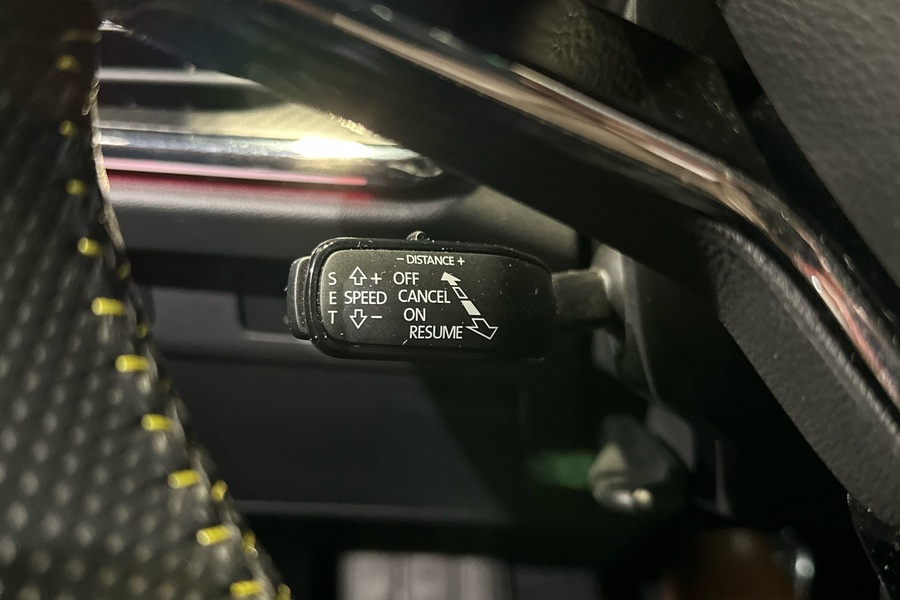 - DISTANCE +
S + OFF
E SPEED CANCEL
T - ON
RESUME